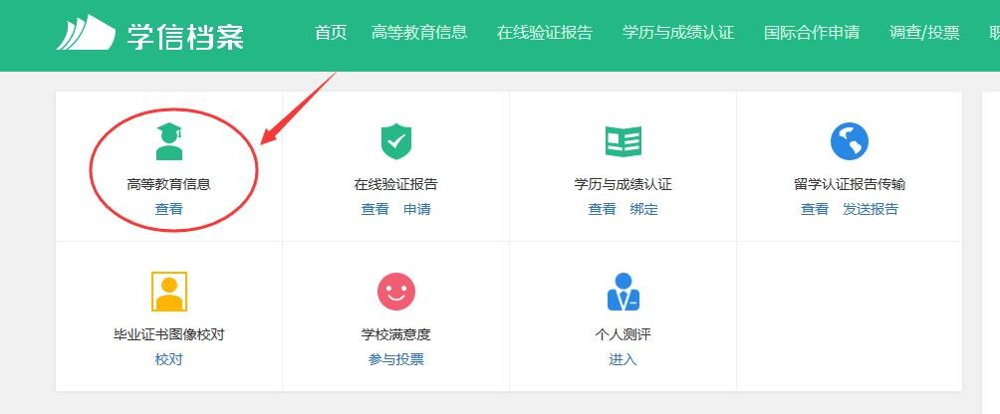 学信档案
首页 高等教育信息 在线验证报告 学历与成绩认证 国际合作申请 调查/投票
高等教育信息 在线验证报告 学历与成绩认证 留学认证报告传输
查看 查看 申请 查看 绑定 查看 发送报告
毕业证书图像校对 学校满意度 个人测评
校对 参与投票 进入